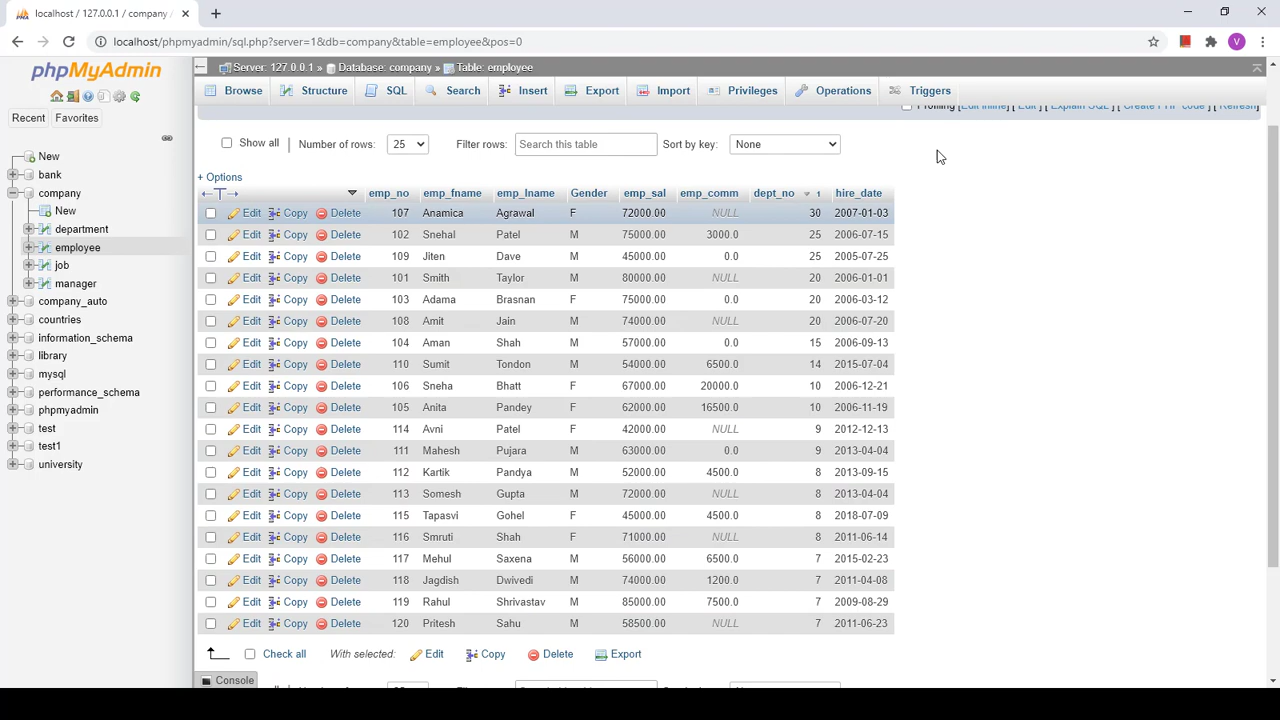 localhost / 127.0.0.1 / company /
localhost/phpmyadmin/sql.php?server=1&db=company&table=employee&pos=0
V
phpMyAdmin
Recent Favorites
New
bank
company
New
department
employee
job
manager
company_auto
countries
information_schema
library
mysql
performance_schema
phpmyadmin
test
test1
university
Server: 127.0.0.1 » Database: company » Table: employee
Browse Structure SQL Search Insert Export Import Privileges Operations Triggers
Profiling [Edit inline] [ Edit ] [ Explain SQL ] [ Create PHP code ] [ Refresh]
Show all Number of rows: 25 Filter rows: Search this table Sort by key: None
+ Options
←T→ emp_no emp_fname emp_lname Gender emp_sal emp_comm dept_no 1 hire_date
Edit Copy Delete 107 Anamica Agrawal F 72000.00 NULL 30 2007-01-03
Edit Copy Delete 102 Snehal Patel M 75000.00 3000.0 25 2006-07-15
Edit Copy Delete 109 Jiten Dave M 45000.00 0.0 25 2005-07-25
Edit Copy Delete 101 Smith Taylor M 80000.00 NULL 20 2006-01-01
Edit Copy Delete 103 Adama Brasnan F 75000.00 0.0 20 2006-03-12
Edit Copy Delete 108 Amit Jain M 74000.00 NULL 20 2006-07-20
Edit Copy Delete 104 Aman Shah M 57000.00 0.0 15 2006-09-13
Edit Copy Delete 110 Sumit Tondon M 54000.00 6500.0 14 2015-07-04
Edit Copy Delete 106 Sneha Bhatt F 67000.00 20000.0 10 2006-12-21
Edit Copy Delete 105 Anita Pandey F 62000.00 16500.0 10 2006-11-19
Edit Copy Delete 114 Avni Patel F 42000.00 NULL 9 2012-12-13
Edit Copy Delete 111 Mahesh Pujara M 63000.00 0.0 9 2013-04-04
Edit Copy Delete 112 Kartik Pandya M 52000.00 4500.0 8 2013-09-15
Edit Copy Delete 113 Somesh Gupta M 72000.00 NULL 8 2013-04-04
Edit Copy Delete 115 Tapasvi Gohel F 45000.00 4500.0 8 2018-07-09
Edit Copy Delete 116 Smruti Shah F 71000.00 NULL 8 2011-06-14
Edit Copy Delete 117 Mehul Saxena M 56000.00 6500.0 7 2015-02-23
Edit Copy Delete 118 Jagdish Dwivedi M 74000.00 1200.0 7 2011-04-08
Edit Copy Delete 119 Rahul Shrivastav M 85000.00 7500.0 7 2009-08-29
Edit Copy Delete 120 Pritesh Sahu M 58500.00 NULL 7 2011-06-23
Check all With selected: Edit Copy Delete Export
Console